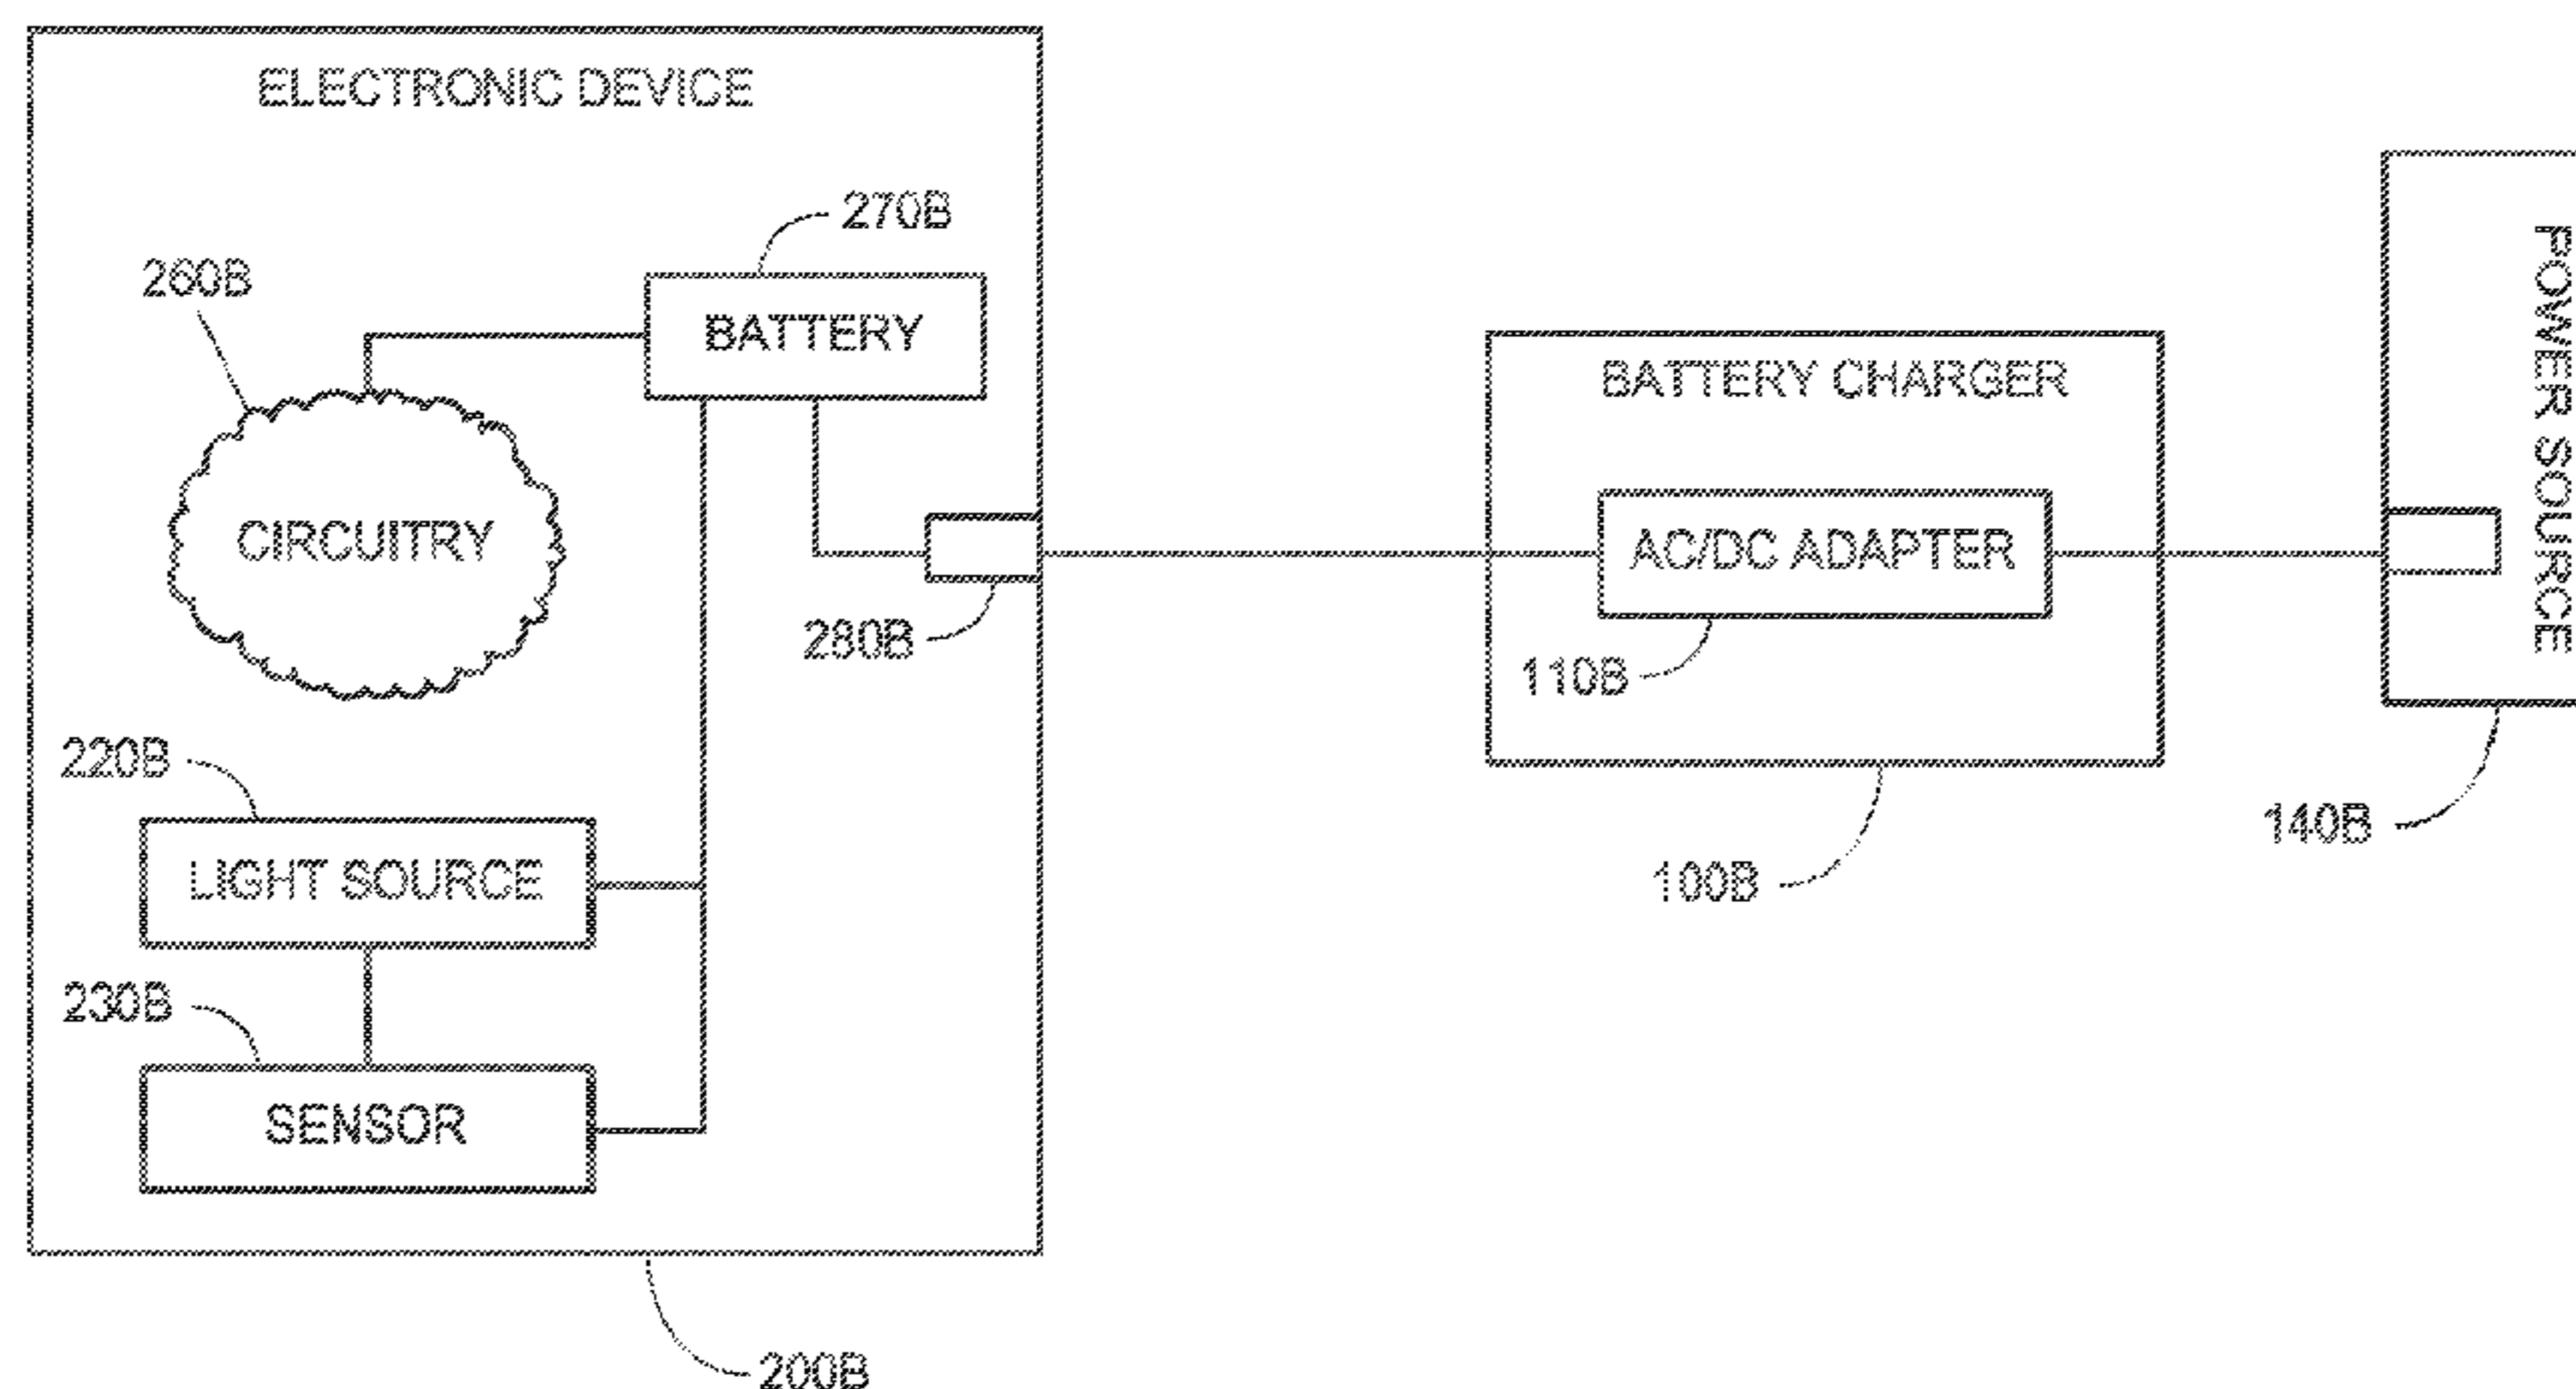 ELECTRONIC DEVICE
270B
260B
BATTERY
CIRCUITRY
280B
220B
LIGHT SOURCE
230B
SENSOR
200B
BATTERY CHARGER
AC/DC ADAPTER
110B
100B
POWER SOURCE
140B